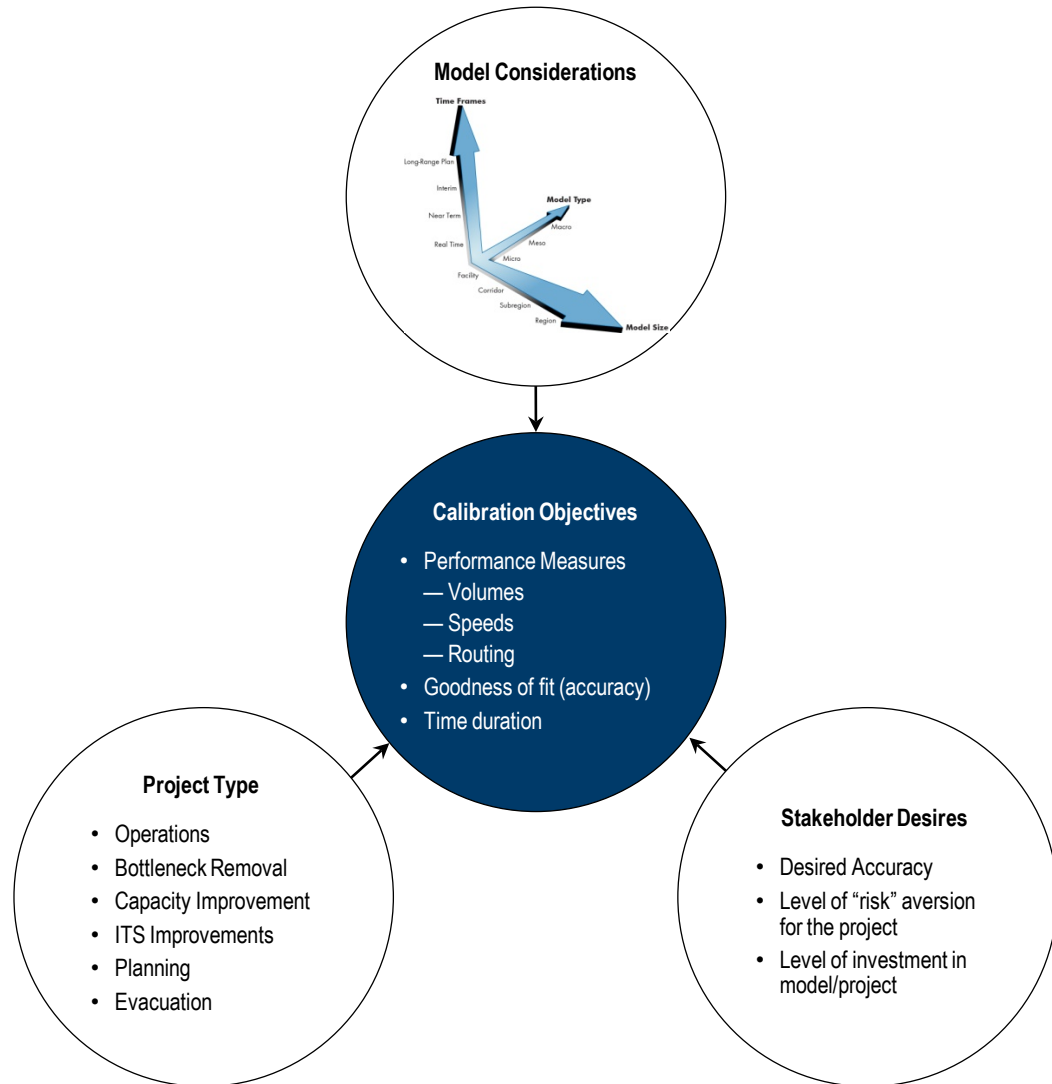 Model Considerations
Time Frames
Long-Range Plan
Interim
Near Term
Real Time
Model Type
Macro
Meso
Micro
Facility
Corridor
Subregion
Region
Model Size
Calibration Objectives
• Performance Measures
— Volumes
— Speeds
— Routing
• Goodness of fit (accuracy)
• Time duration
Project Type
• Operations
• Bottleneck Removal
• Capacity Improvement
• ITS Improvements
• Planning
• Evacuation
Stakeholder Desires
• Desired Accuracy
• Level of “risk” aversion
for the project
• Level of investment in
model/project